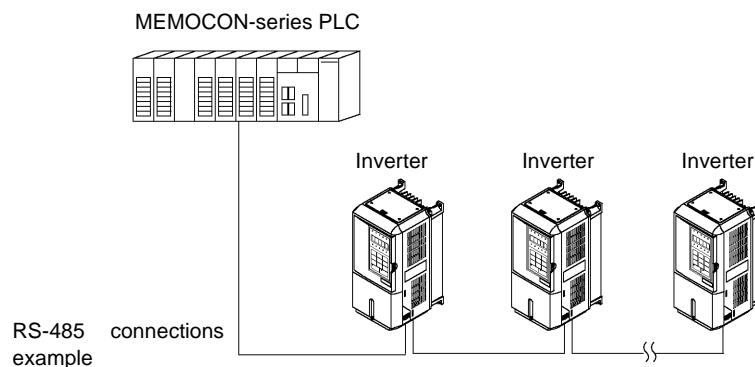 MEMOCON-series PLC
Inverter Inverter Inverter
RS-485 connections
example